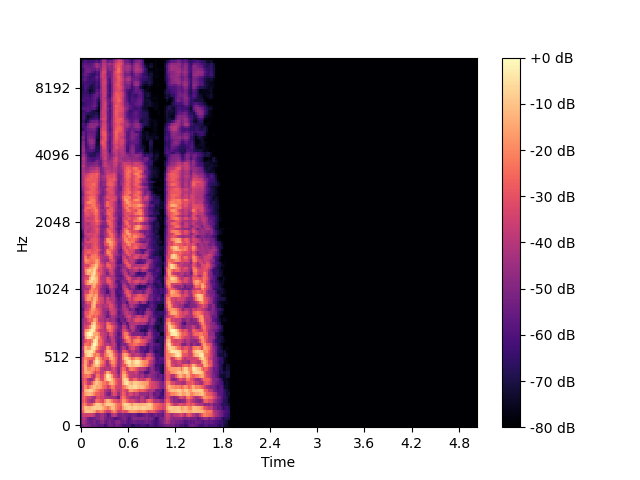 8192
4096
2048
1024
512
0
Hz
0 0.6 1.2 1.8 2.4 3 3.6 4.2 4.8
Time
+0 dB
-10 dB
-20 dB
-30 dB
-40 dB
-50 dB
-60 dB
-70 dB
-80 dB